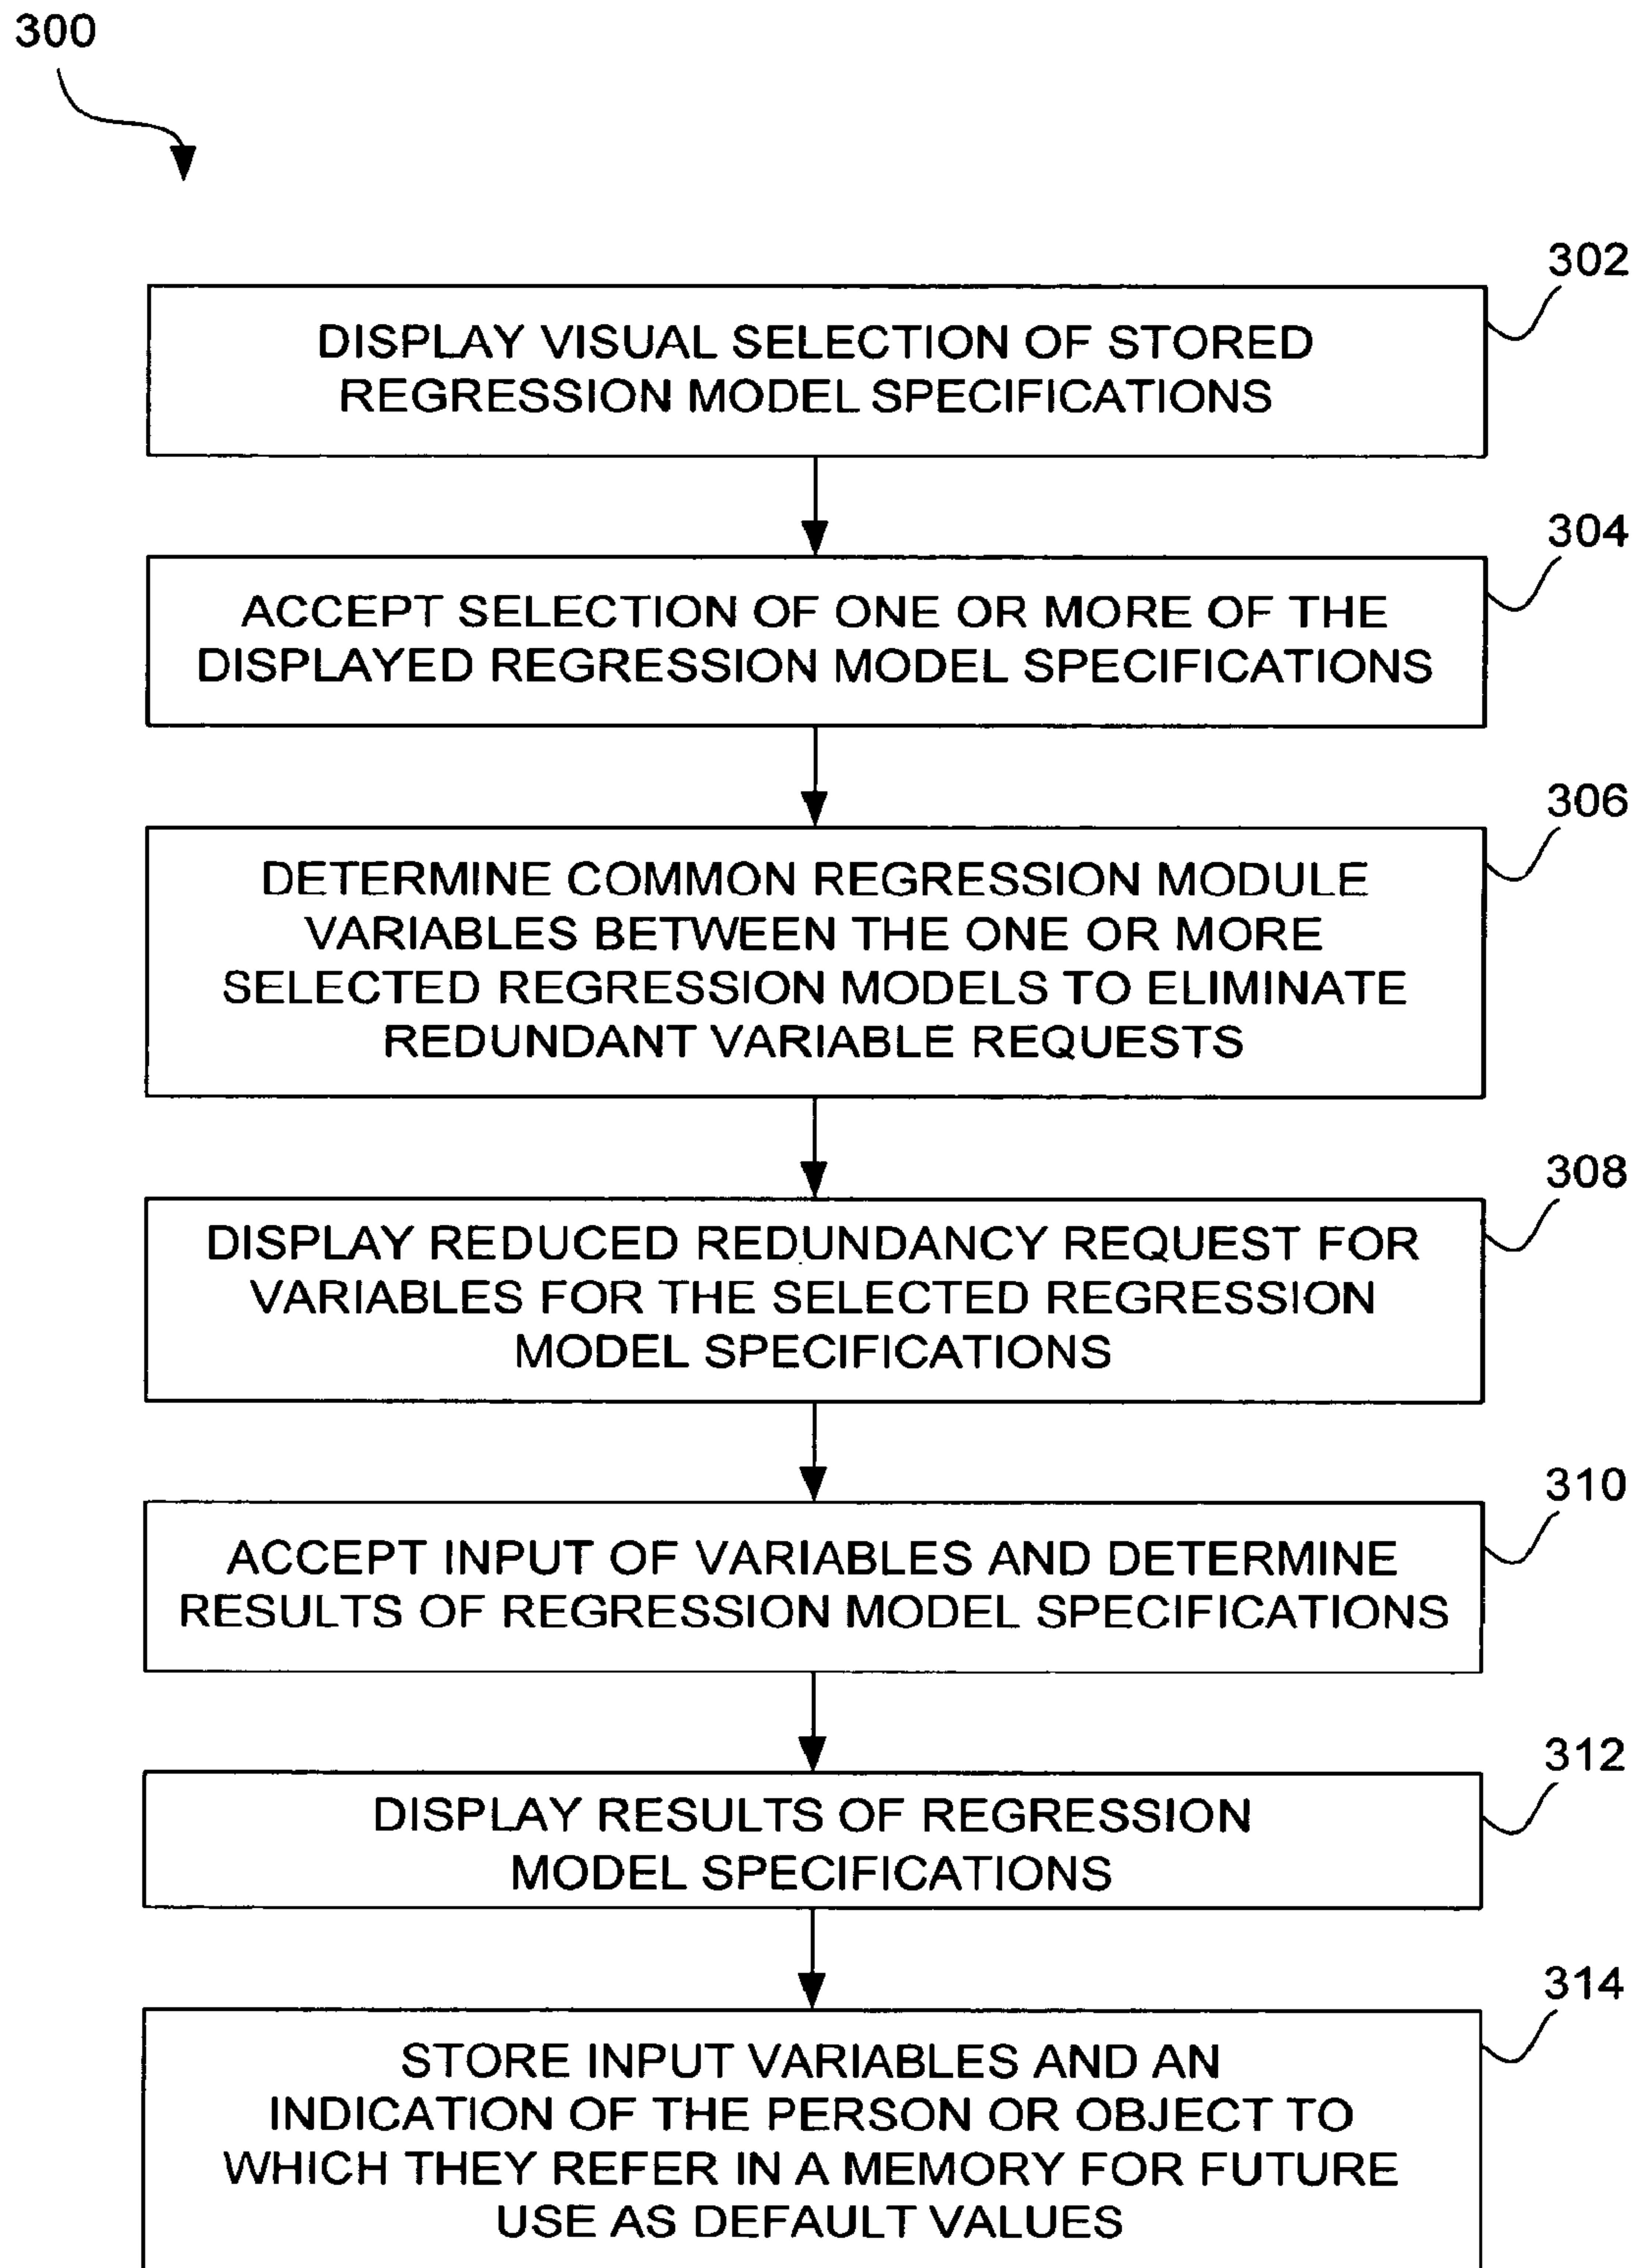 300
302
DISPLAY VISUAL SELECTION OF STORED
REGRESSION MODEL SPECIFICATIONS
304
ACCEPT SELECTION OF ONE OR MORE OF THE
DISPLAYED REGRESSION MODEL SPECIFICATIONS
306
DETERMINE COMMON REGRESSION MODULE
VARIABLES BETWEEN THE ONE OR MORE
SELECTED REGRESSION MODELS TO ELIMINATE
REDUNDANT VARIABLE REQUESTS
308
DISPLAY REDUCED REDUNDANCY REQUEST FOR
VARIABLES FOR THE SELECTED REGRESSION
MODEL SPECIFICATIONS
310
ACCEPT INPUT OF VARIABLES AND DETERMINE
RESULTS OF REGRESSION MODEL SPECIFICATIONS
312
DISPLAY RESULTS OF REGRESSION
MODEL SPECIFICATIONS
314
STORE INPUT VARIABLES AND AN
INDICATION OF THE PERSON OR OBJECT TO
WHICH THEY REFER IN A MEMORY FOR FUTURE
USE AS DEFAULT VALUES